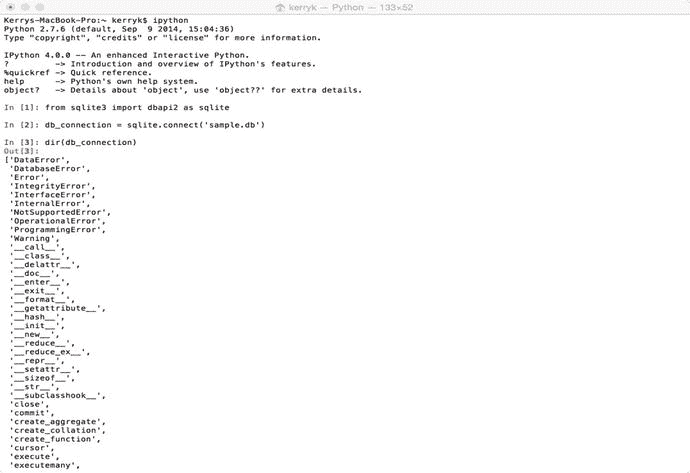 kerryk — Python — 133×52
Kerrys-MacBook-Pro:~ kerryk$ ipython
Python 2.7.6 (default, Sep  9 2014, 15:04:36)
Type "copyright", "credits" or "license" for more information.
IPython 4.0.0 -- An enhanced Interactive Python.
?         -> Introduction and overview of IPython's features.
%quickref -> Quick reference.
help      -> Python's own help system.
object?   -> Details about 'object', use 'object??' for extra details.
In [1]: from sqlite3 import dbapi2 as sqlite
In [2]: db_connection = sqlite.connect('sample.db')
In [3]: dir(db_connection)
Out[3]:
['DataError',
 'DatabaseError',
 'Error',
 'IntegrityError',
 'InterfaceError',
 'InternalError',
 'NotSupportedError',
 'OperationalError',
 'ProgrammingError',
 'Warning',
 '__call__',
 '__class__',
 '__delattr__',
 '__doc__',
 '__enter__',
 '__exit__',
 '__format__',
 '__getattribute__',
 '__hash__',
 '__init__',
 '__new__',
 '__reduce__',
 '__reduce_ex__',
 '__repr__',
 '__setattr__',
 '__sizeof__',
 '__str__',
 '__subclasshook__',
 'close',
 'commit',
 'create_aggregate',
 'create_collation',
 'create_function',
 'cursor',
 'execute',
 'executemany',